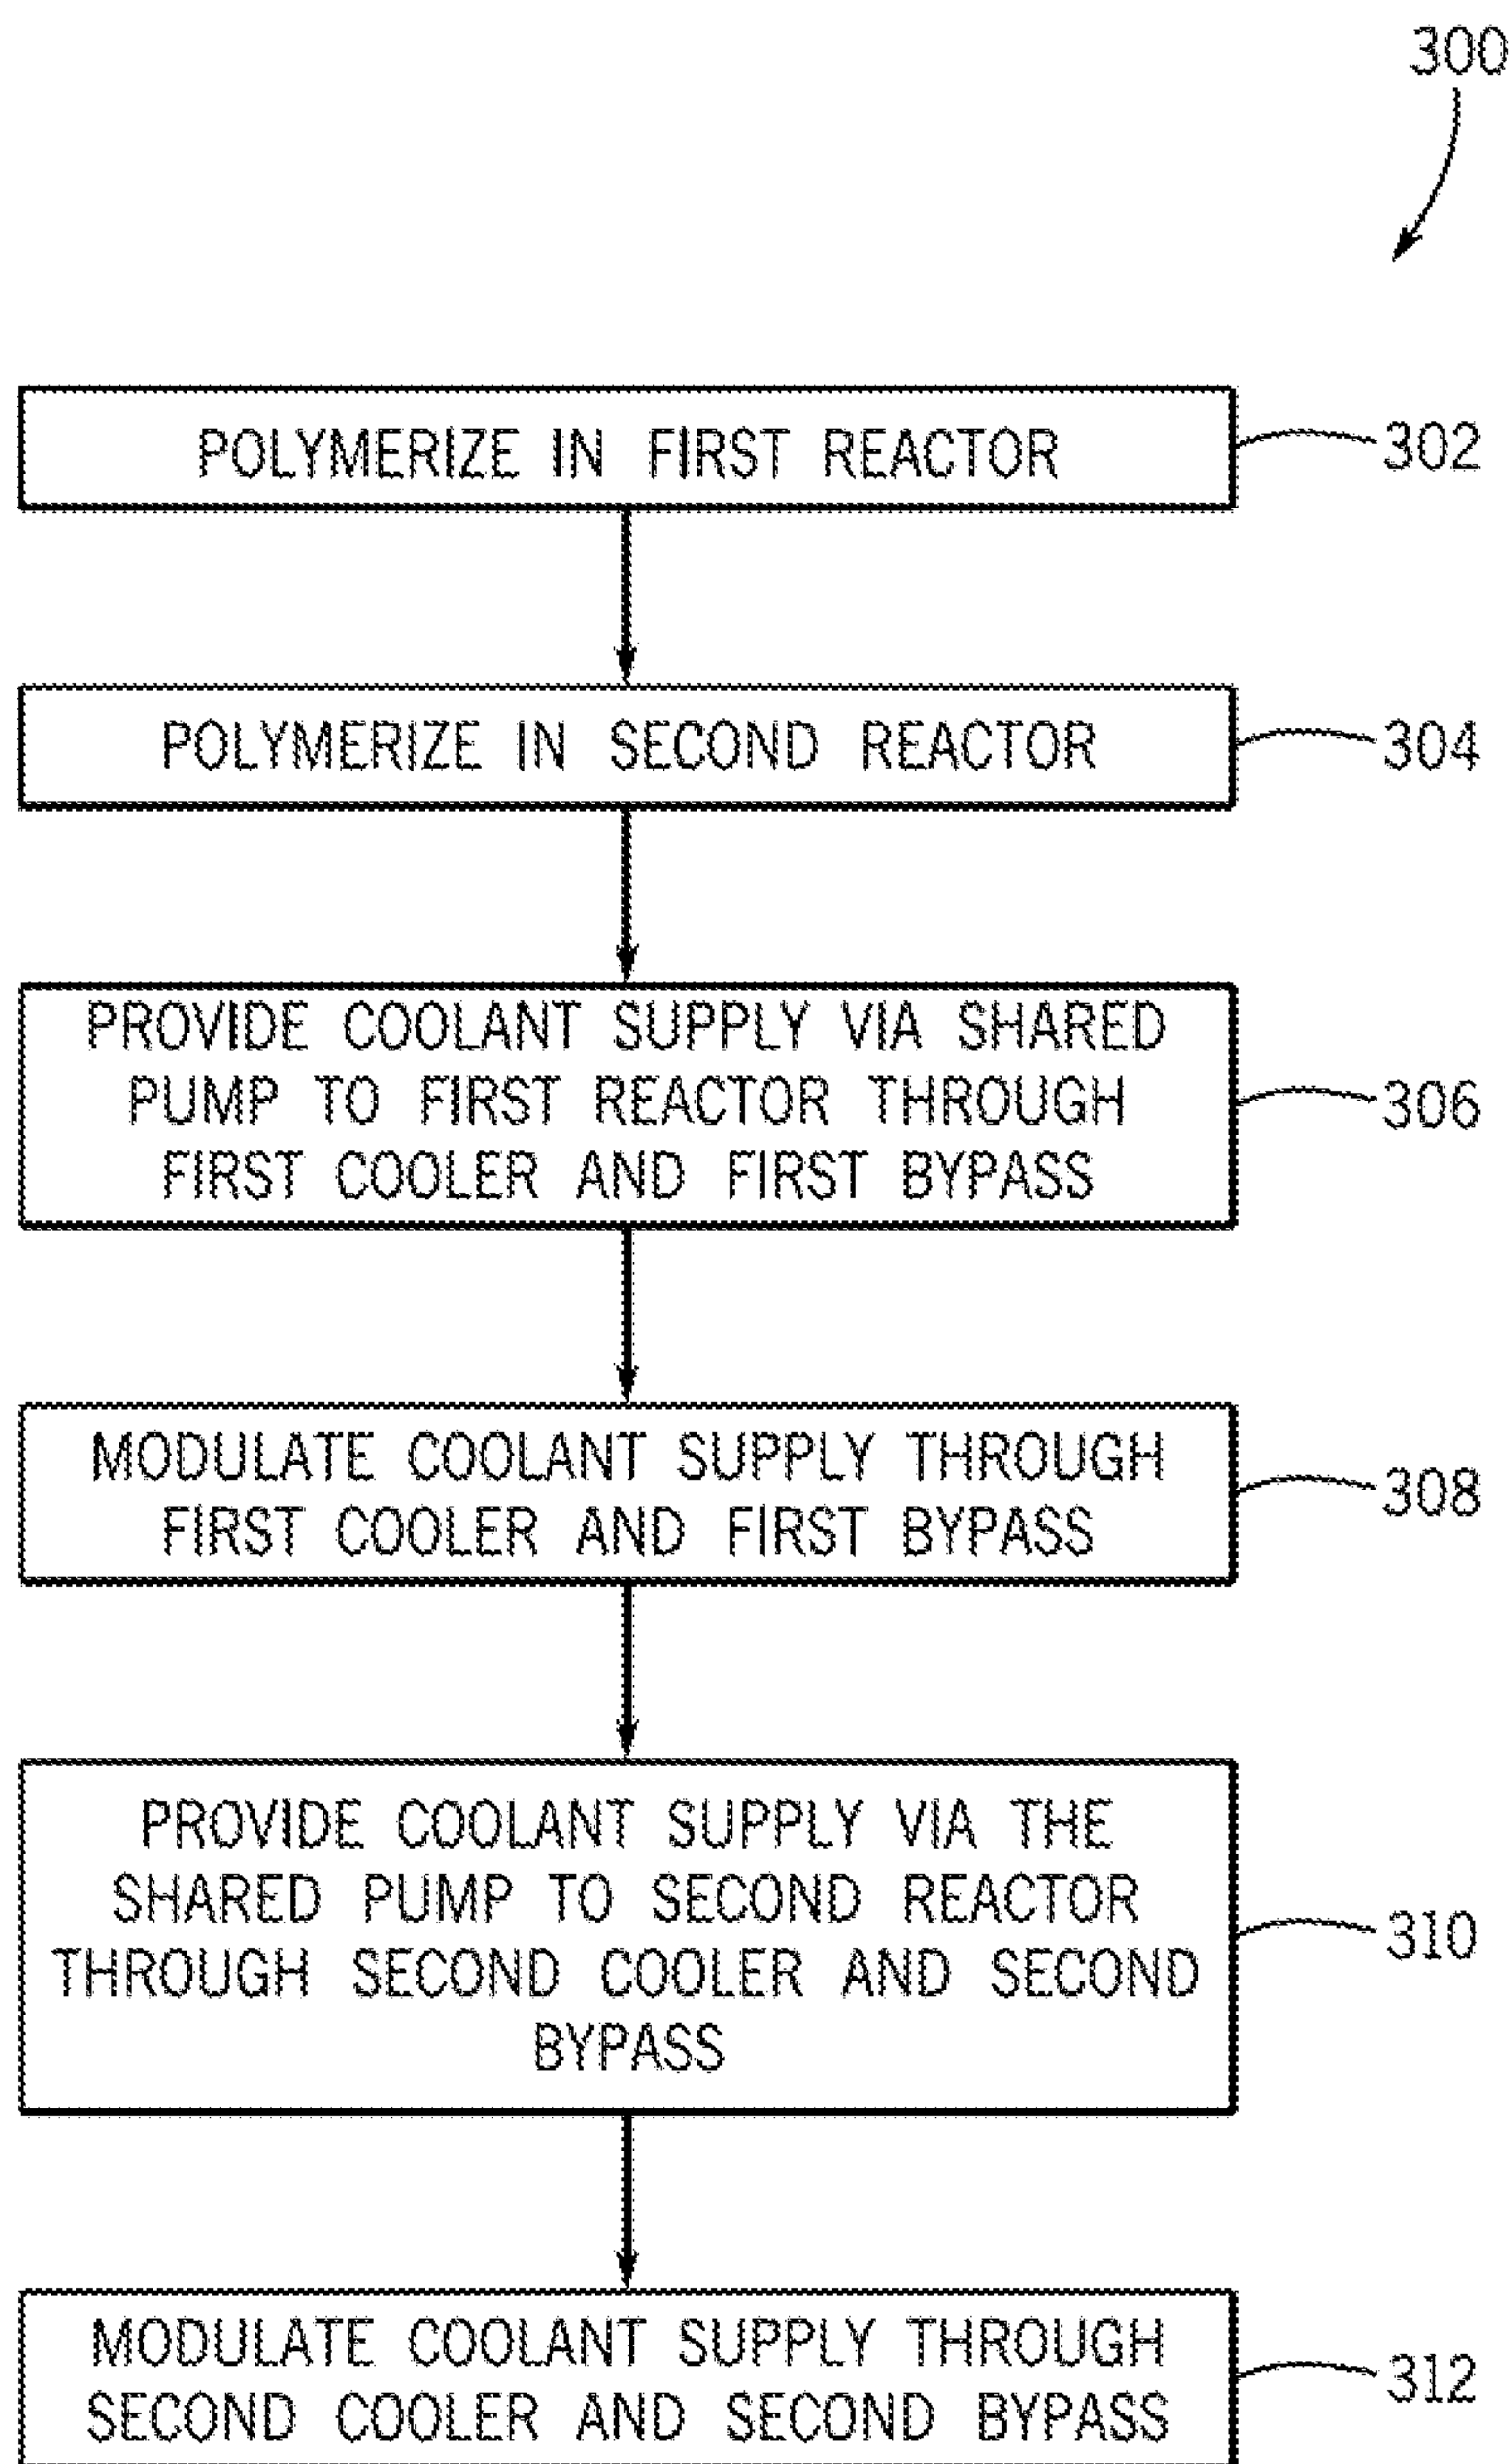 300
POLYMERIZE IN FIRST REACTOR
302
POLYMERIZE IN SECOND REACTOR
304
PROVIDE COOLANT SUPPLY VIA SHARED
PUMP TO FIRST REACTOR THROUGH
FIRST COOLER AND FIRST BYPASS
306
MODULATE COOLANT SUPPLY THROUGH
FIRST COOLER AND FIRST BYPASS
308
PROVIDE COOLANT SUPPLY VIA THE
SHARED PUMP TO SECOND REACTOR
THROUGH SECOND COOLER AND SECOND
BYPASS
310
MODULATE COOLANT SUPPLY THROUGH
SECOND COOLER AND SECOND BYPASS
312